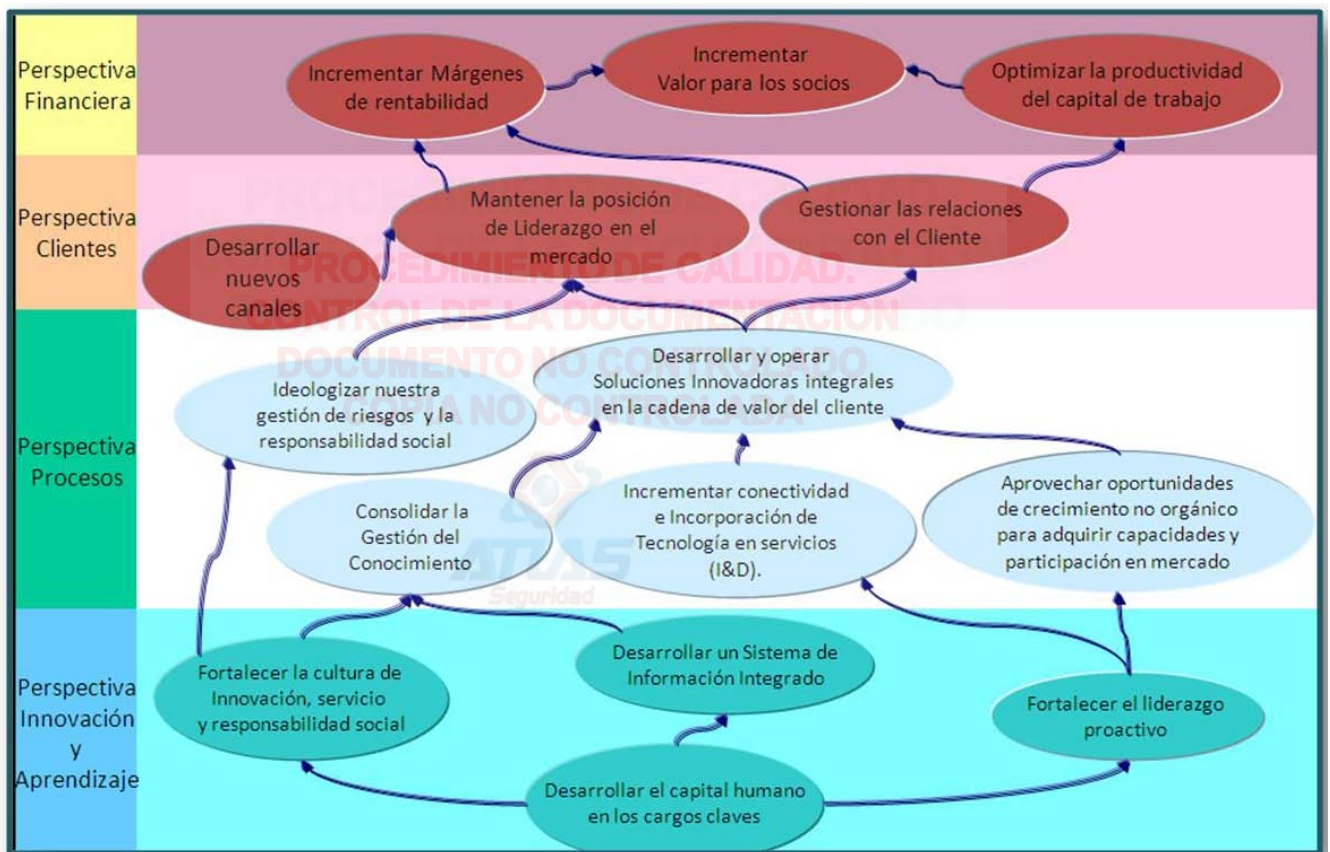 Perspectiva
Financiera
Incrementar Márgenes
de rentabilidad
Incrementar
Valor para los socios
Optimizar la productividad
del capital de trabajo
Perspectiva
Clientes
Desarrollar
nuevos
canales
Mantener la posición
de Liderazgo en el
mercado
Gestionar las relaciones
con el Cliente
PROCEDIMIENTO DE CALIDAD.
CONTROL DE LA DOCUMENTACIÓN
DOCUMENTO NO CONTROLADO
COPIA NO CONTROLADA
Perspectiva
Procesos
Ideologizar nuestra
gestión de riesgos y la
responsabilidad social
Desarrollar y operar
Soluciones Innovadoras integrales
en la cadena de valor del cliente
Consolidar la
Gestión del
Conocimiento
Incrementar conectividad
e Incorporación de
Tecnología en servicios
(I&D).
Aprovechar oportunidades
de crecimiento no orgánico
para adquirir capacidades y
participación en mercado
ATLAS
Seguridad
Perspectiva
Innovación
y
Aprendizaje
Fortalecer la cultura de
Innovación, servicio
y responsabilidad social
Desarrollar un Sistema de
Información Integrado
Fortalecer el liderazgo
proactivo
Desarrollar el capital humano
en los cargos claves